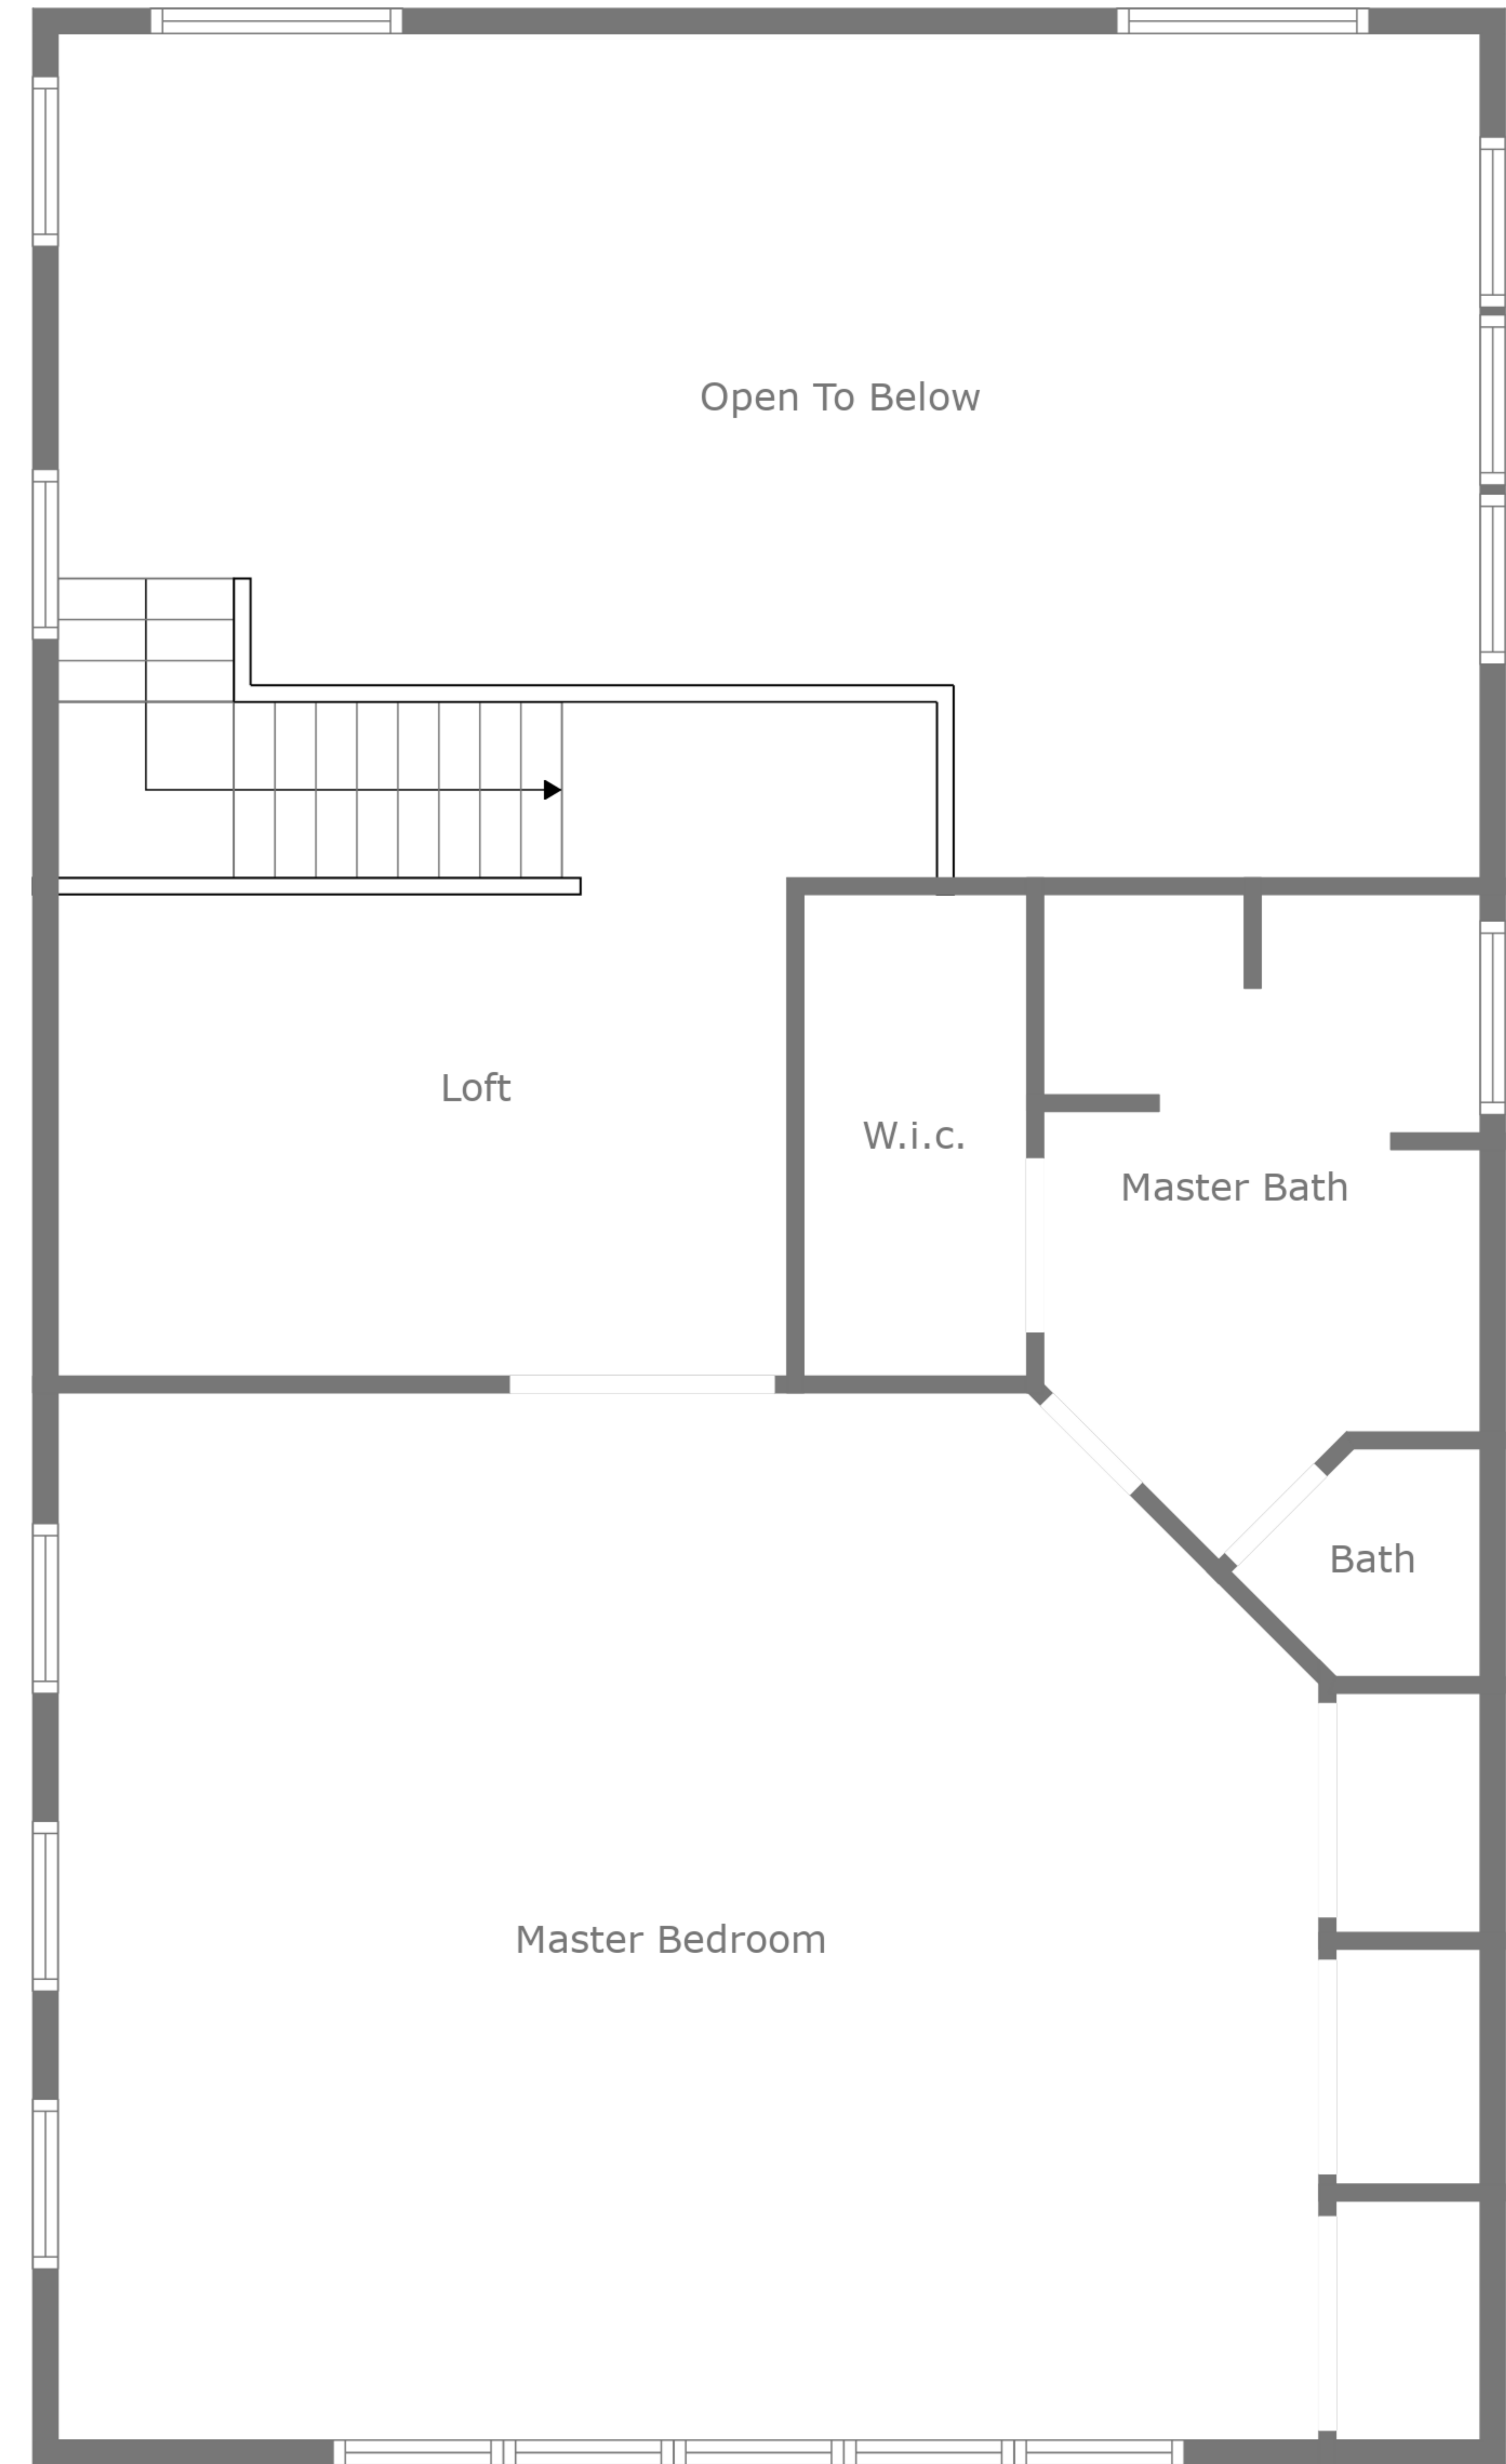 Open To Below
Loft
W.i.c.
Master Bath
Bath
Master Bedroom